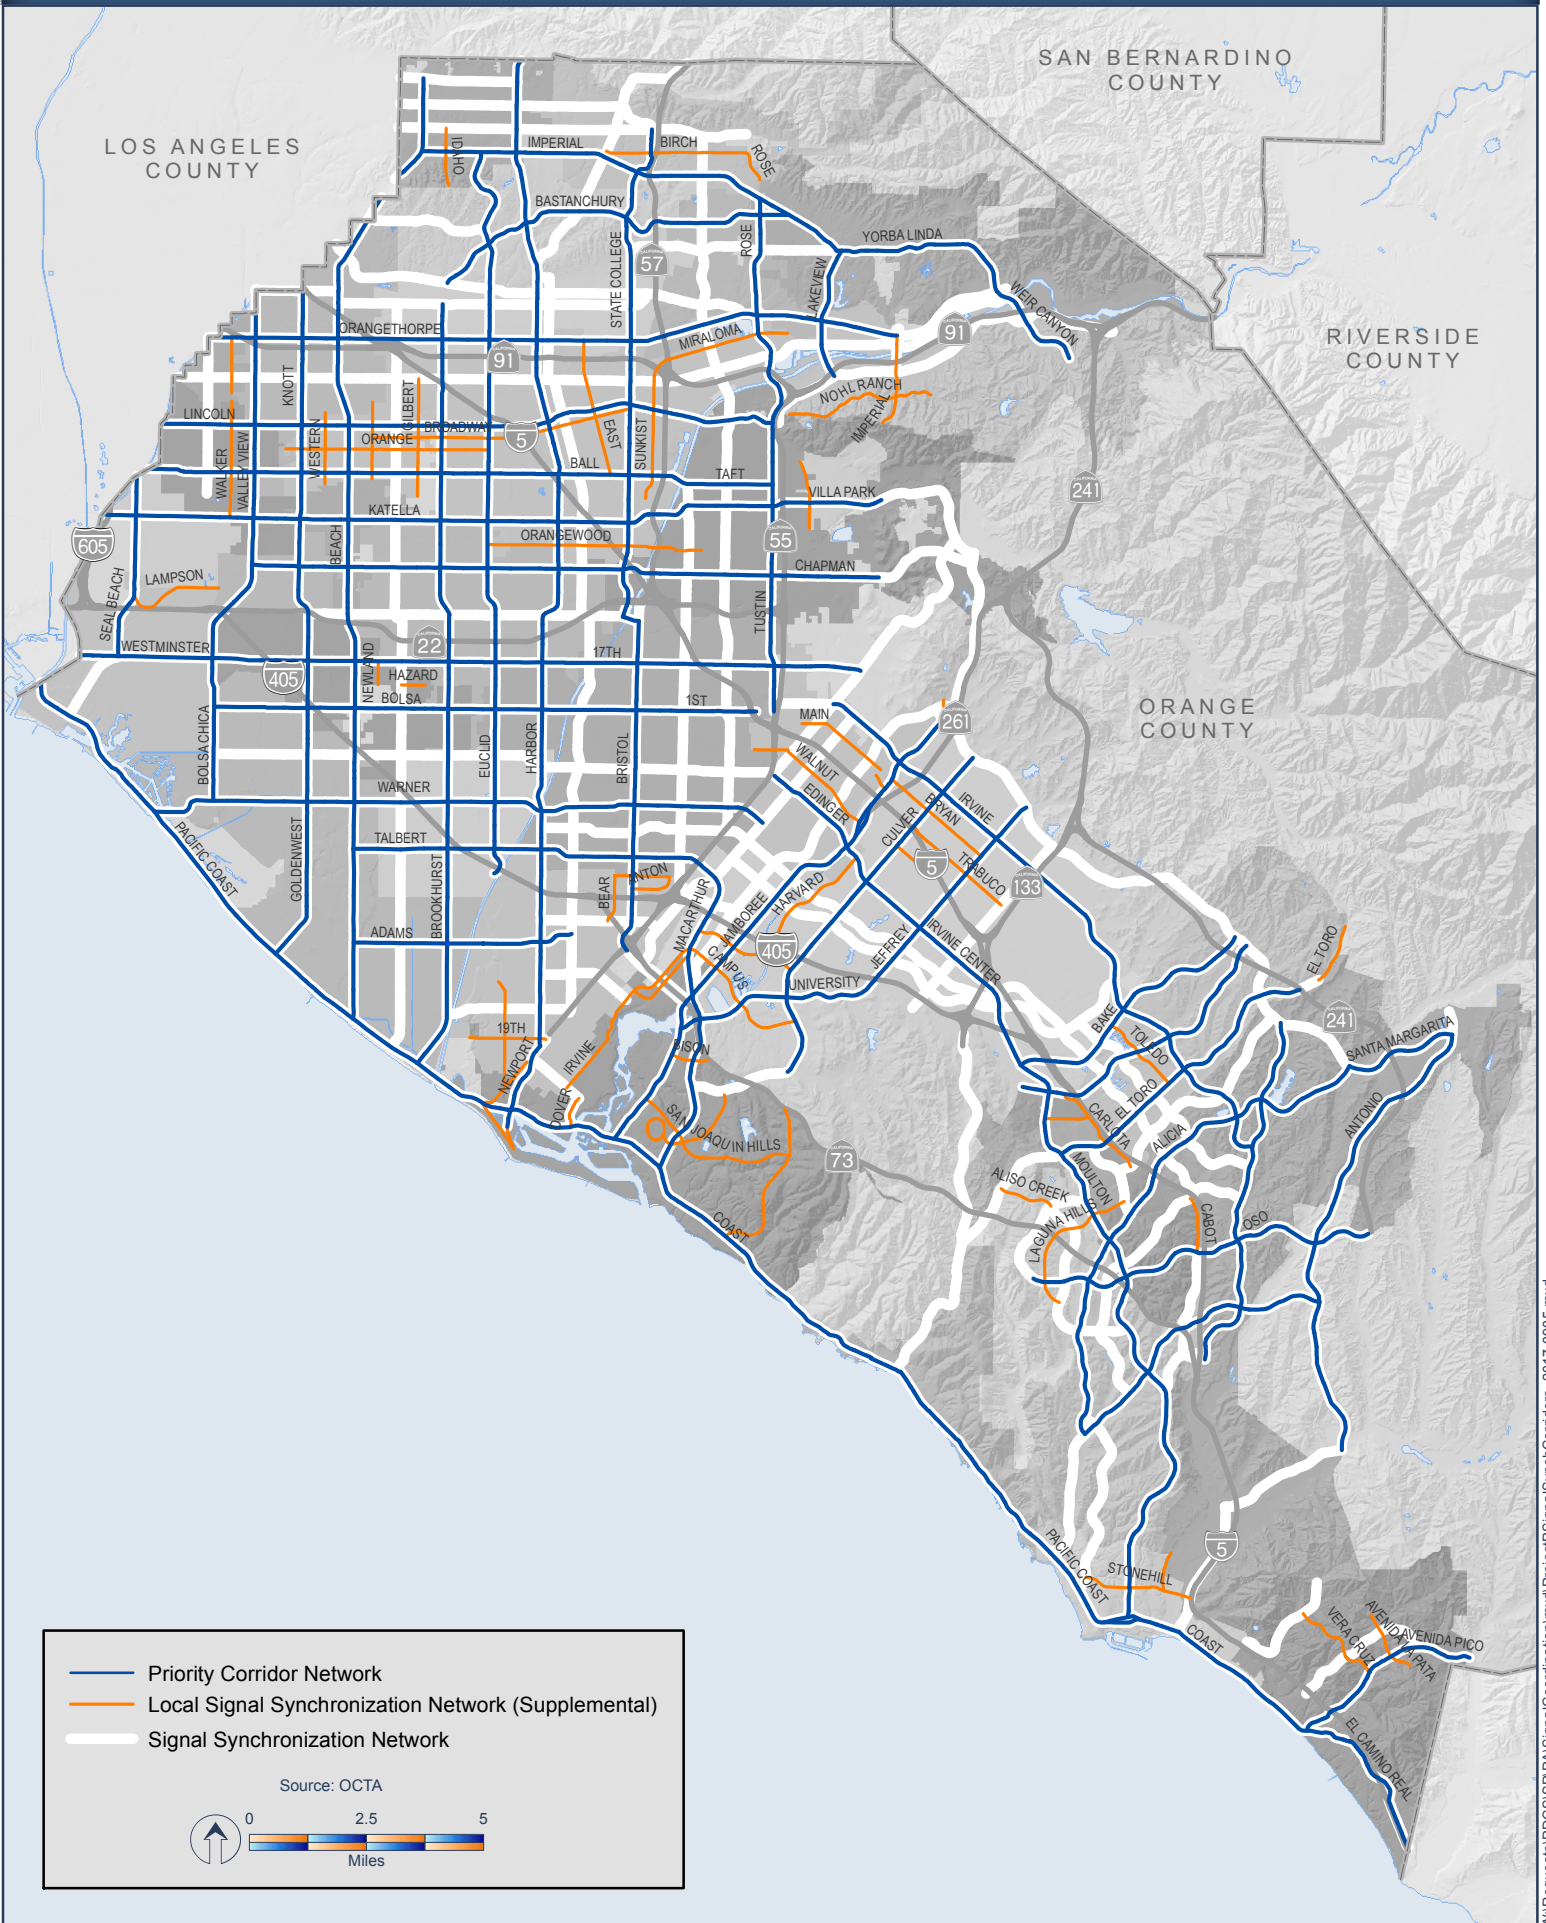 SAN BERNARDINO
COUNTY
LOS ANGELES
COUNTY
IDAHO
IMPERIAL
BIRCH
ROSE
BASTANCHURY
STATE COLLEGE
57
ROSE
YORBA LINDA
LAKEVIEW
WEIR CANYON
RIVERSIDE
COUNTY
ORANGETHORPE
91
MIRALOMA
91
KNOTT
GILBERT
NOHL RANCH
IMPERIAL
LINCOLN
BROADWAY
ORANGE
5
EAST
SUNKIST
WALKER
VALLEY VIEW
WESTERN
BALL
TAFT
VILLA PARK
241
KATELLA
605
BEACH
ORANGEWOOD
55
CHAPMAN
LAMPSON
SEAL BEACH
TUSTIN
WESTMINSTER
22
17TH
405
NEWLAND
HAZARD
BOLSA
1ST
ORANGE
COUNTY
MAIN
261
BOLSA CHICA
EUCLID
HARBOR
BRISTOL
WALNUT
WARNER
EDINGER
BRYAN
IRVINE
CULVER
PACIFIC COAST
GOLDENWEST
TALBERT
BROOKHURST
5
TRABUCO
133
BEAR
ANTON
MACARTHUR
JAMBOREE
HARVARD
ADAMS
405
CAMPUS
JEFFREY
IRVINE CENTER
EL TORO
UNIVERSITY
19TH
NEWPORT
IRVINE
BISON
BAKE
TOLEDO
241
SANTA MARGARITA
DOVER
SAN JOAQUIN HILLS
CARLOTA
EL TORO
ALICIA
ANTONIO
73
MOULTON
ALISO CREEK
LAGUNA HILLS
CABOT
OSO
COAST
PACIFIC COAST
STONEHILL
5
COAST
VERA CRUZ
AVENIDA LA PATA
AVENIDA PICO
EL CAMINO REAL
Priority Corridor Network
Local Signal Synchronization Network (Supplemental)
Signal Synchronization Network
Source: OCTA
0 2.5 5
Miles